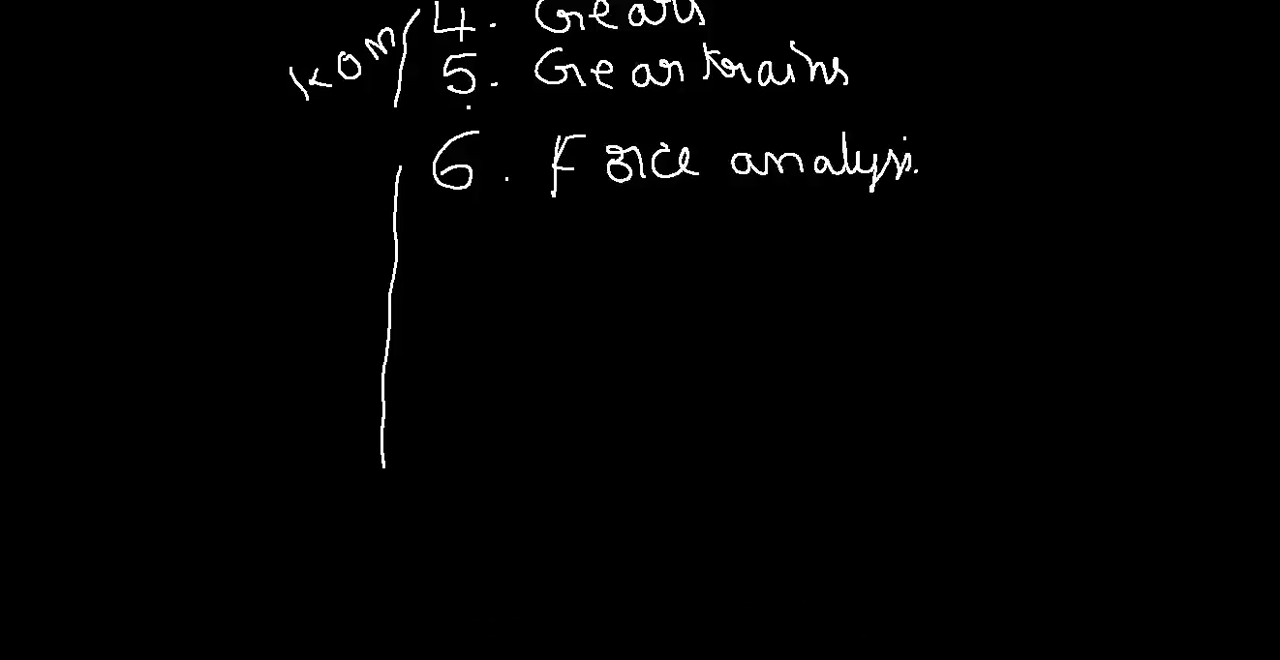 4. Gears
KOM
5. Gear trains
6. Force analysis.